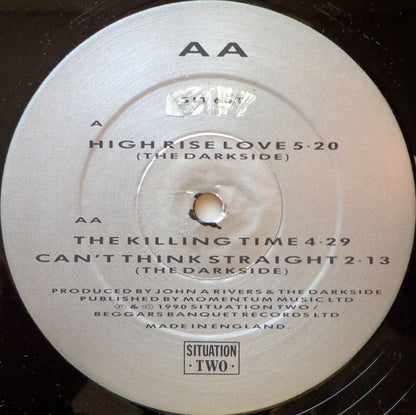 AA
A
HIGH RISE LOVE 5·20
(THE DARKSIDE)
AA
THE KILLING TIME 4·29
CAN'T THINK STRAIGHT 2·13
(THE DARKSIDE)
PRODUCED BY JOHN A RIVERS & THE DARKSIDE
PUBLISHED BY MOMENTUM MUSIC LTD
℗ & © 1990 SITUATION TWO /
BEGGARS BANQUET RECORDS LTD
MADE IN ENGLAND.
SITUATION
·TWO·